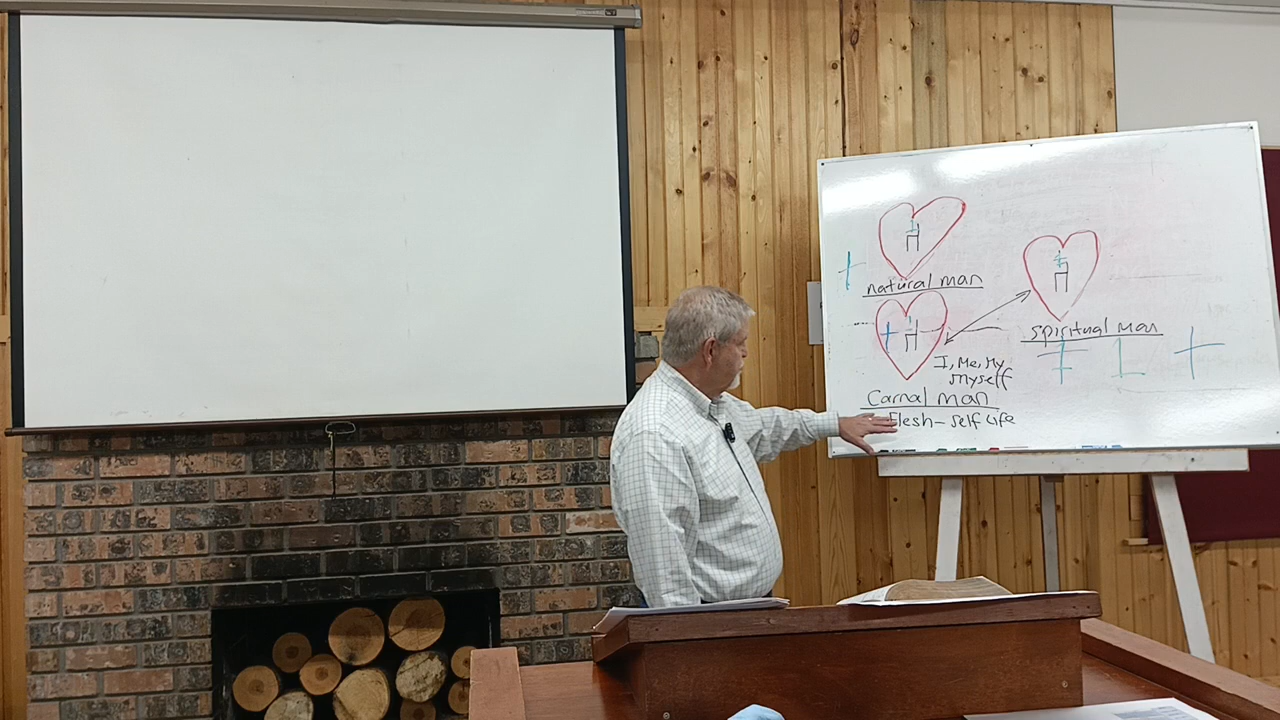 natural man
spiritual man
I, Me, My
Myself
Carnal man
Flesh - Self Life